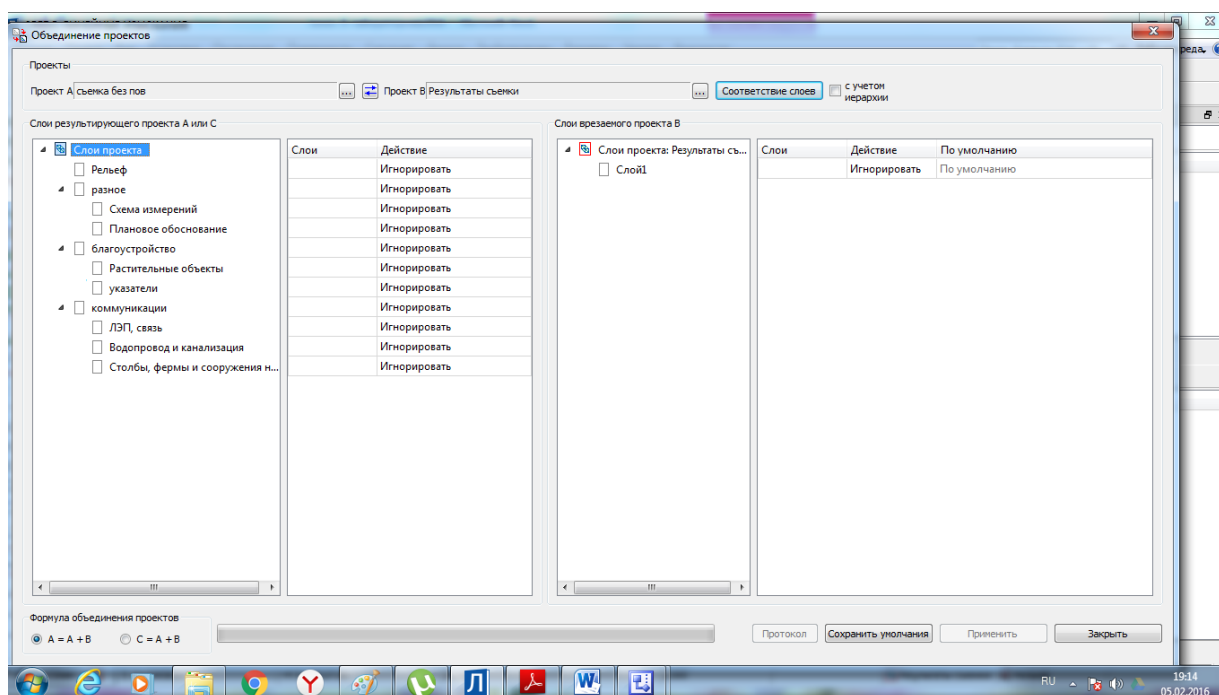 Объединение проектов
реда,
Проекты
Проект А съемка без пов ... Проект В Результаты съемки ... Соответствие слоев с учетом
иерархии
Слои результирующего проекта А или С
Слои проекта Слои Действие
Рельеф Игнорировать
разное Игнорировать
Схема измерений Игнорировать
Плановое обоснование Игнорировать
благоустройство Игнорировать
Растительные объекты Игнорировать
указатели Игнорировать
коммуникации Игнорировать
ЛЭП, связь Игнорировать
Водопровод и канализация Игнорировать
Столбы, фермы и сооружения н... Игнорировать
Слои врезаемого проекта В
Слои проекта: Результаты съ... Слои Действие По умолчанию
Слой1 Игнорировать По умолчанию
Формула объединения проектов
A = A + B C = A + B
Протокол Сохранить умолчания Применить Закрыть
RU 19:14
05.02.2016